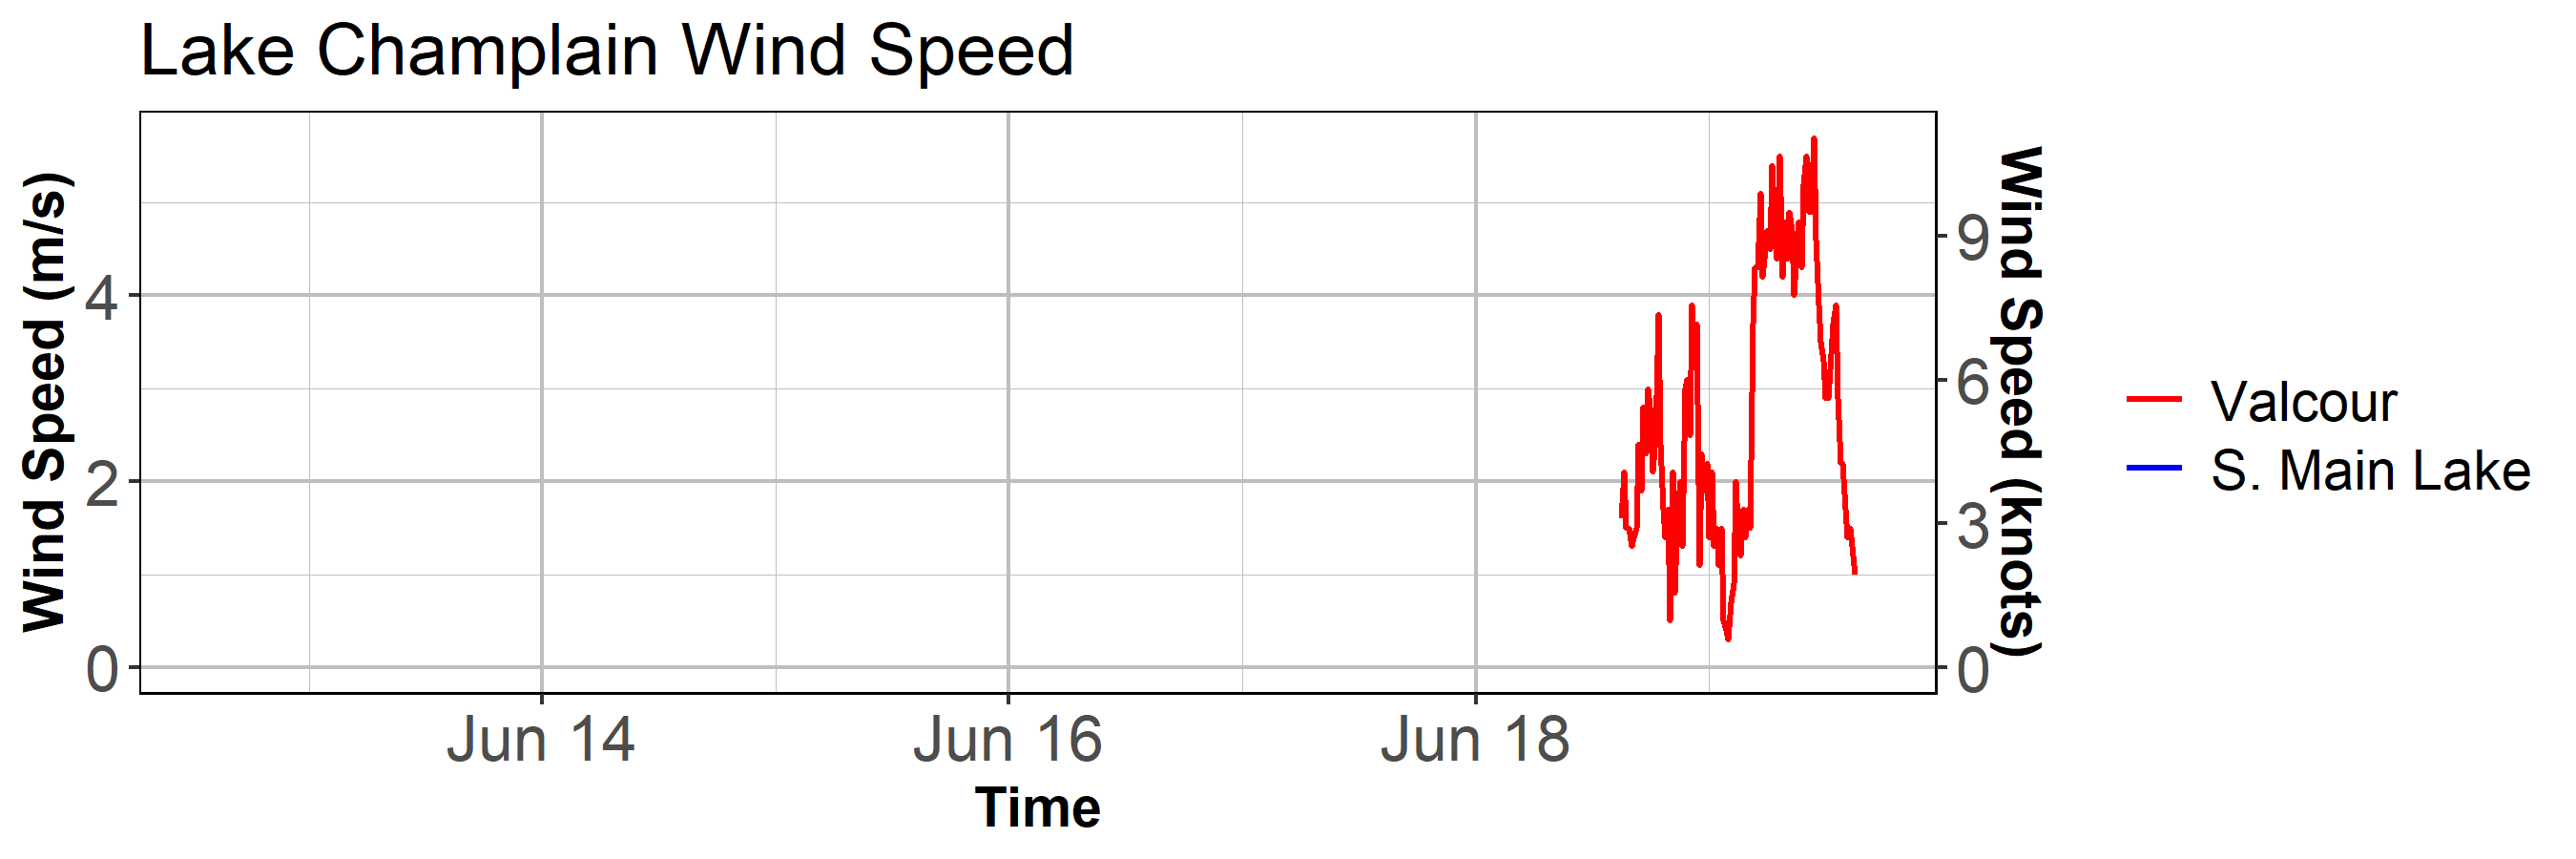 Lake Champlain Wind Speed
Wind Speed (m/s)
4
2
0
9
6
3
0
Wind Speed (knots)
Jun 14
Jun 16
Jun 18
Time
Valcour
S. Main Lake